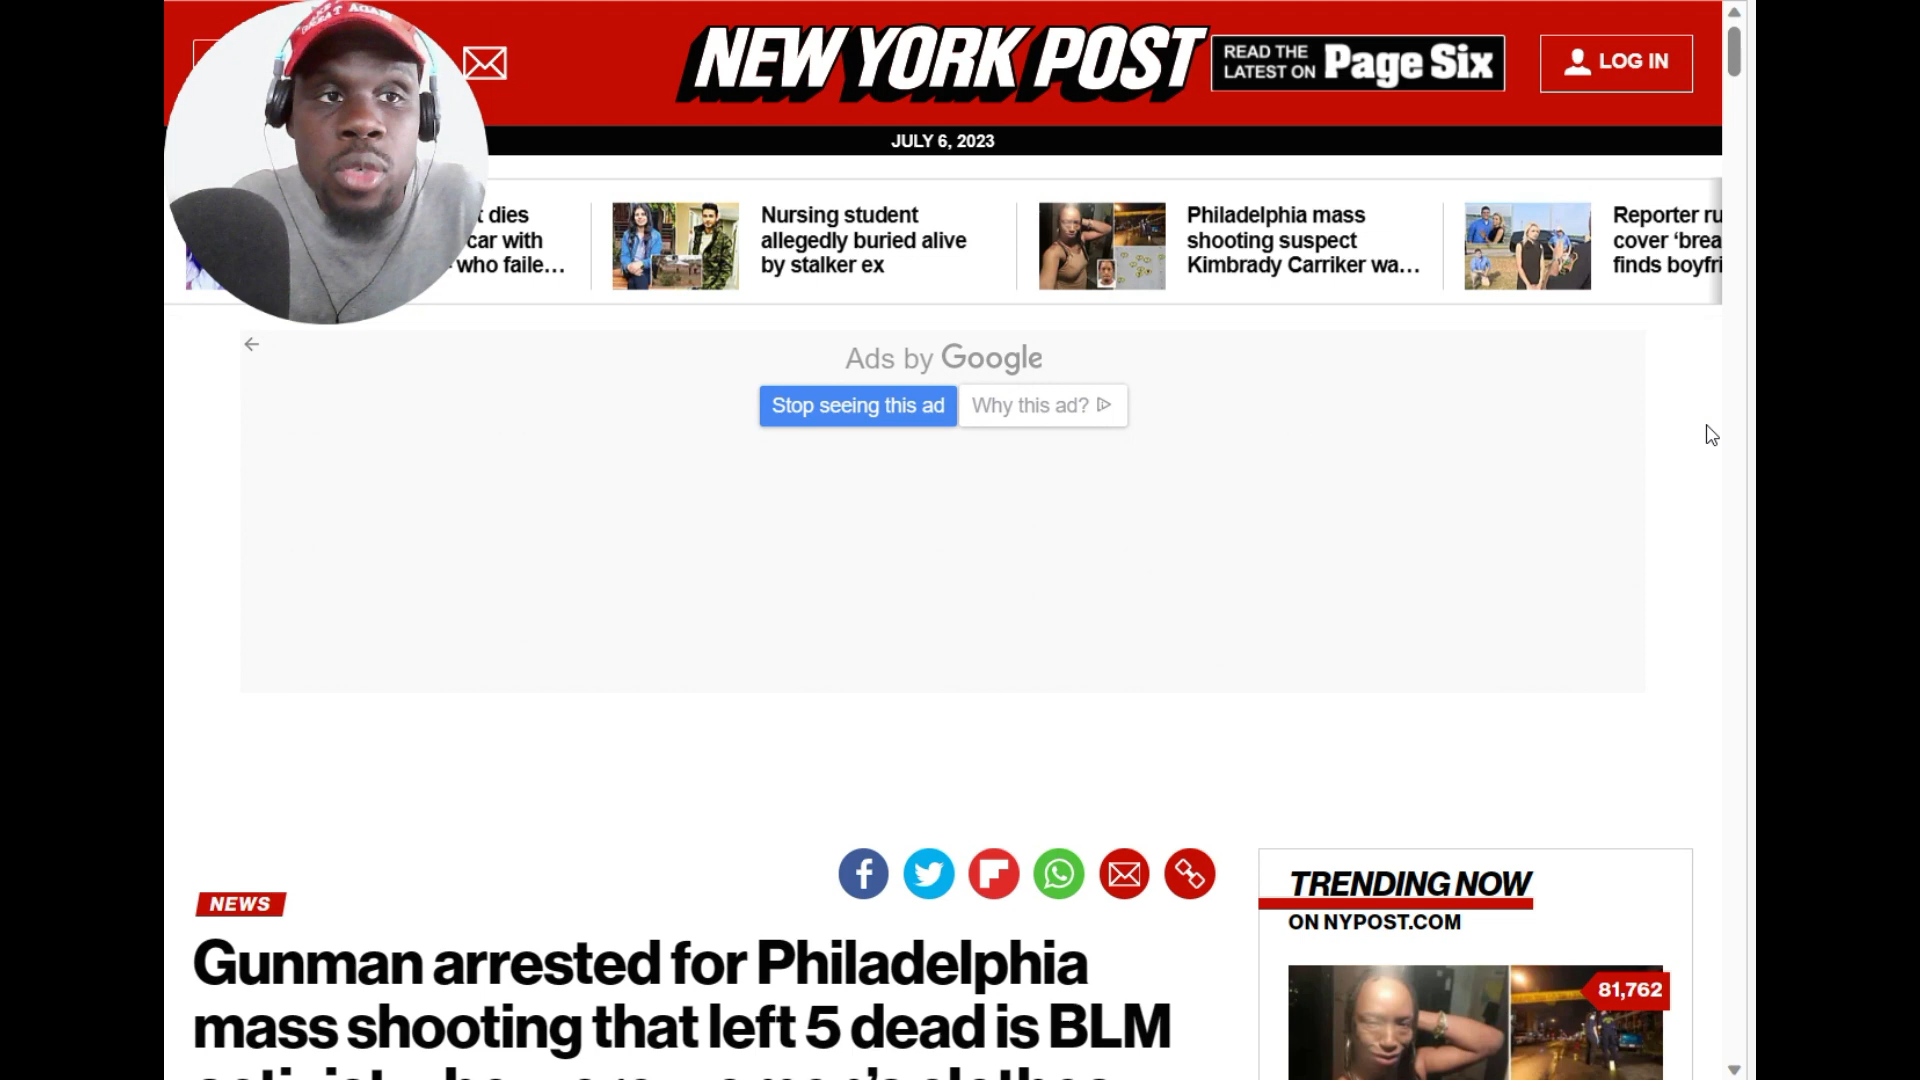 GREAT AGAIN
NEW YORK POST
READ THE
LATEST ON
Page Six
LOG IN
JULY 6, 2023
t dies
car with
who faile...
Nursing student
allegedly buried alive
by stalker ex
Philadelphia mass
shooting suspect
Kimbrady Carriker wa...
Reporter ru
cover ‘brea
finds boyfri
Ads by Google
Stop seeing this ad
Why this ad?
NEWS
Gunman arrested for Philadelphia
mass shooting that left 5 dead is BLM
TRENDING NOW
ON NYPOST.COM
81,762